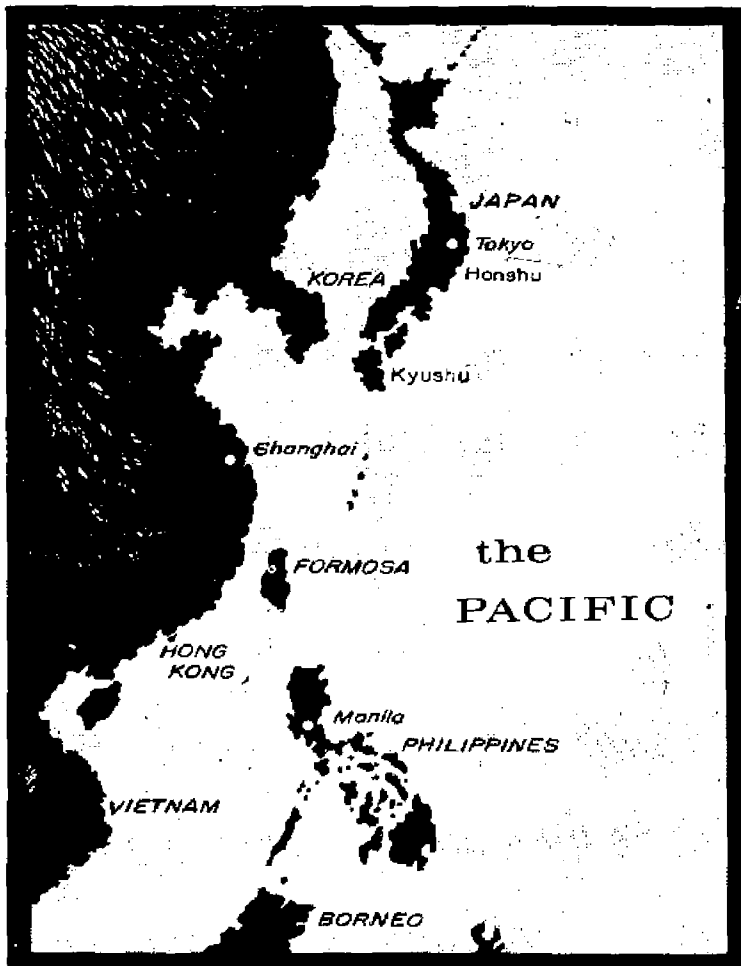 JAPAN
Tokyo
Honshu
KOREA
Kyushu
Shanghai
FORMOSA
the
PACIFIC
HONG
KONG
Manila
PHILIPPINES
VIETNAM
BORNEO